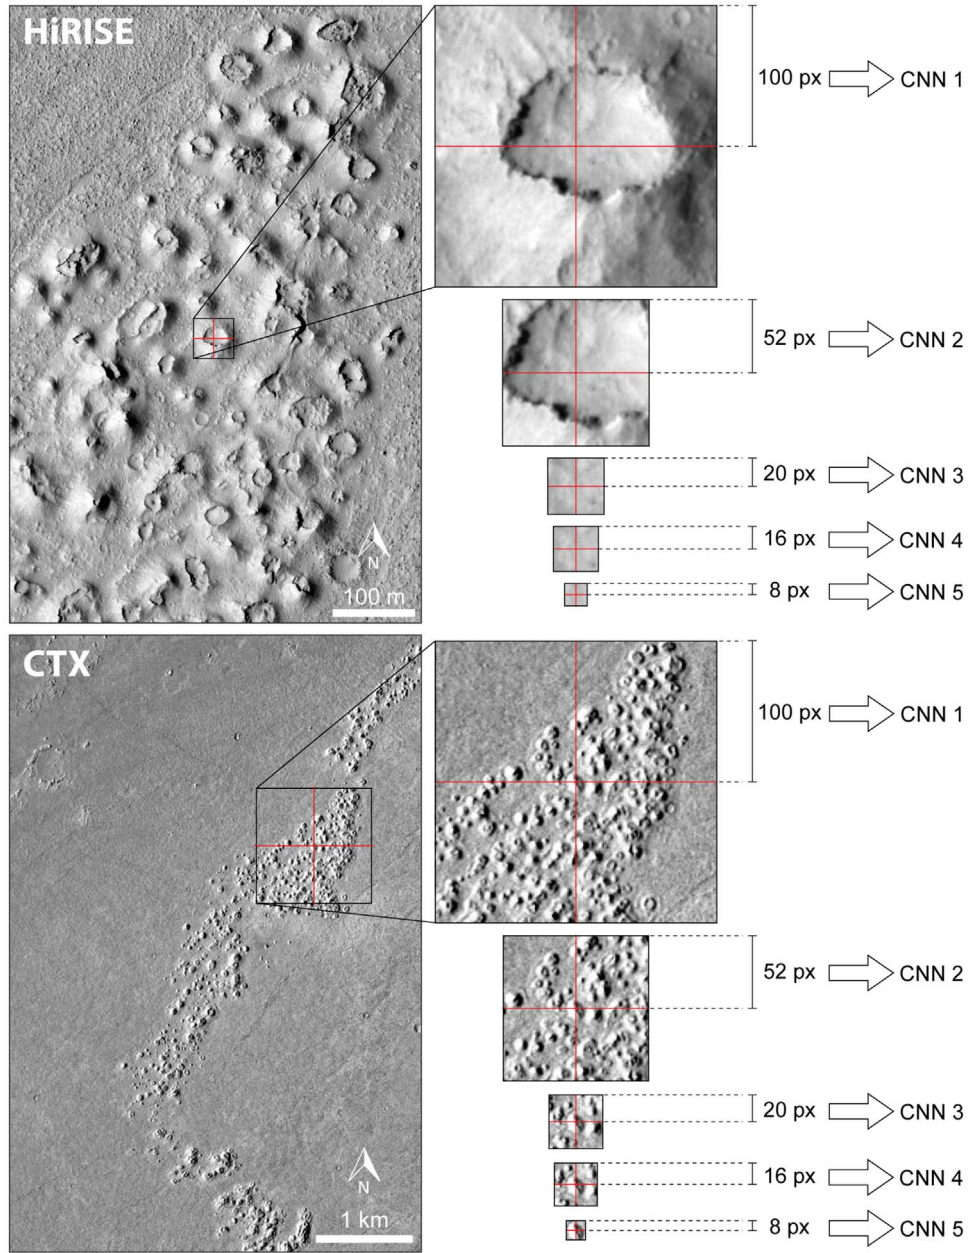 HiRISE
100 px CNN 1
52 px CNN 2
20 px CNN 3
16 px CNN 4
8 px CNN 5
N
100 m
CTX
100 px CNN 1
52 px CNN 2
20 px CNN 3
16 px CNN 4
8 px CNN 5
N
1 km